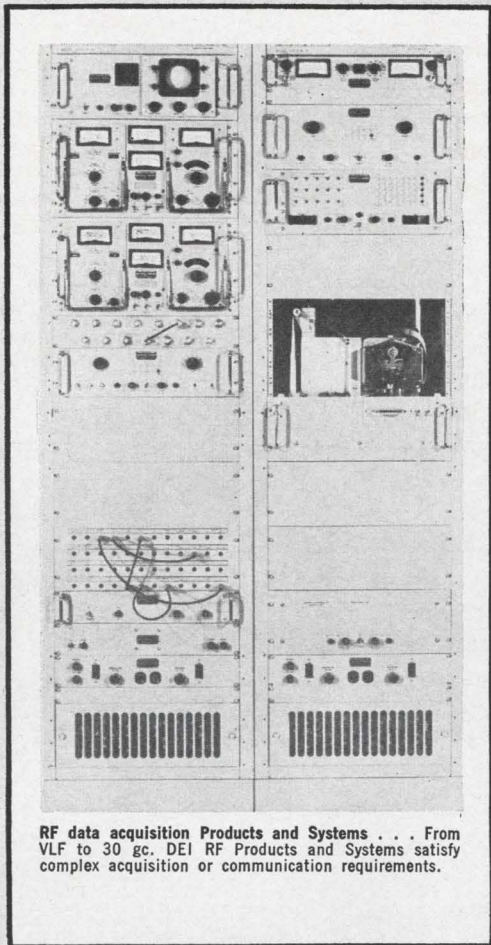 RF data acquisition Products and Systems . . . From
VLF to 30 gc. DEI RF Products and Systems satisfy
complex acquisition or communication requirements.